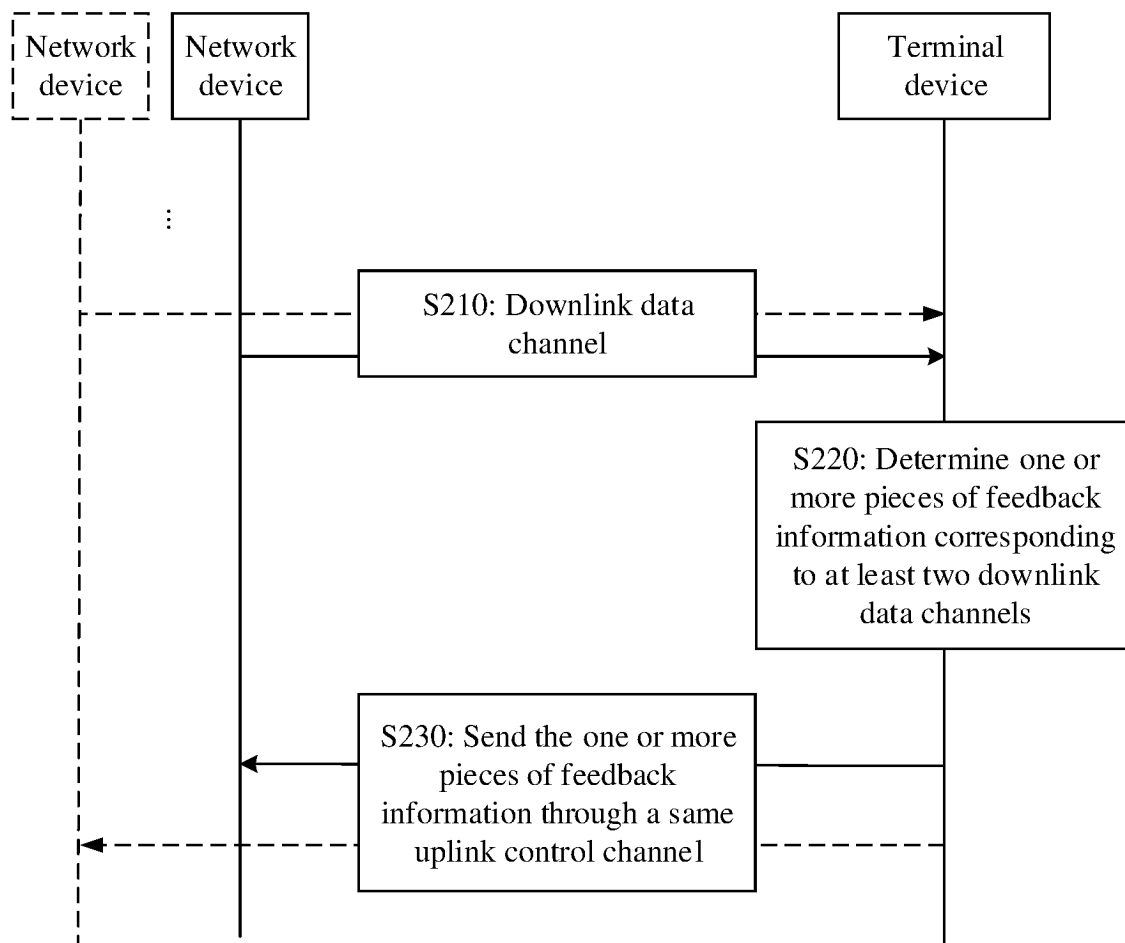 Network
device
Network
device
Terminal
device
...
S210: Downlink data
channel
S220: Determine one or
more pieces of feedback
information corresponding
to at least two downlink
data channels
S230: Send the one or more
pieces of feedback
information through a same
uplink control channel